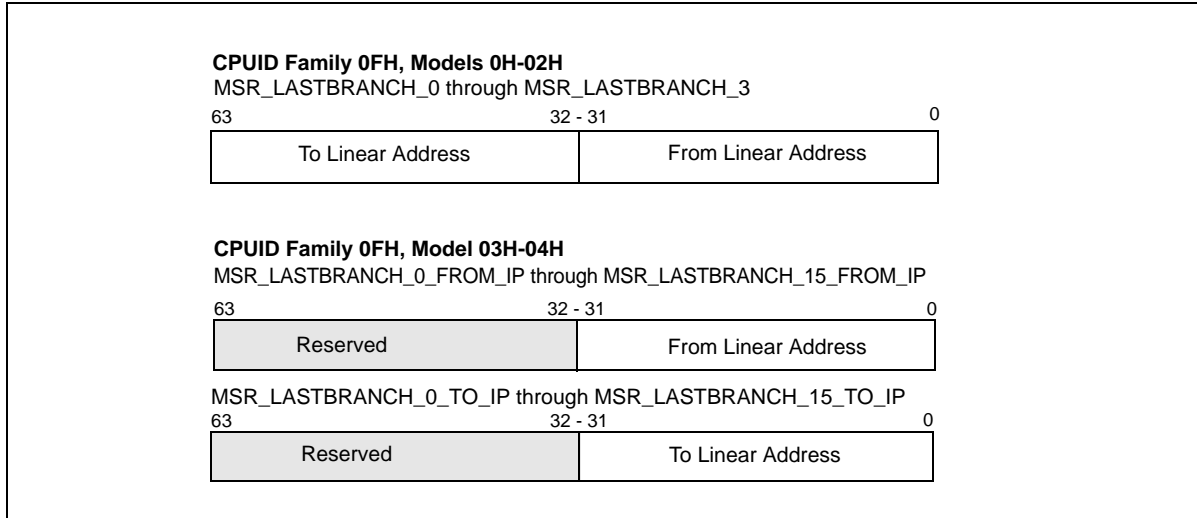 CPUID Family 0FH, Models 0H-02H
MSR_LASTBRANCH_0 through MSR_LASTBRANCH_3
63 32 - 31 0
To Linear Address From Linear Address
CPUID Family 0FH, Model 03H-04H
MSR_LASTBRANCH_0_FROM_IP through MSR_LASTBRANCH_15_FROM_IP
63 32 - 31 0
Reserved From Linear Address
MSR_LASTBRANCH_0_TO_IP through MSR_LASTBRANCH_15_TO_IP
63 32 - 31 0
Reserved To Linear Address